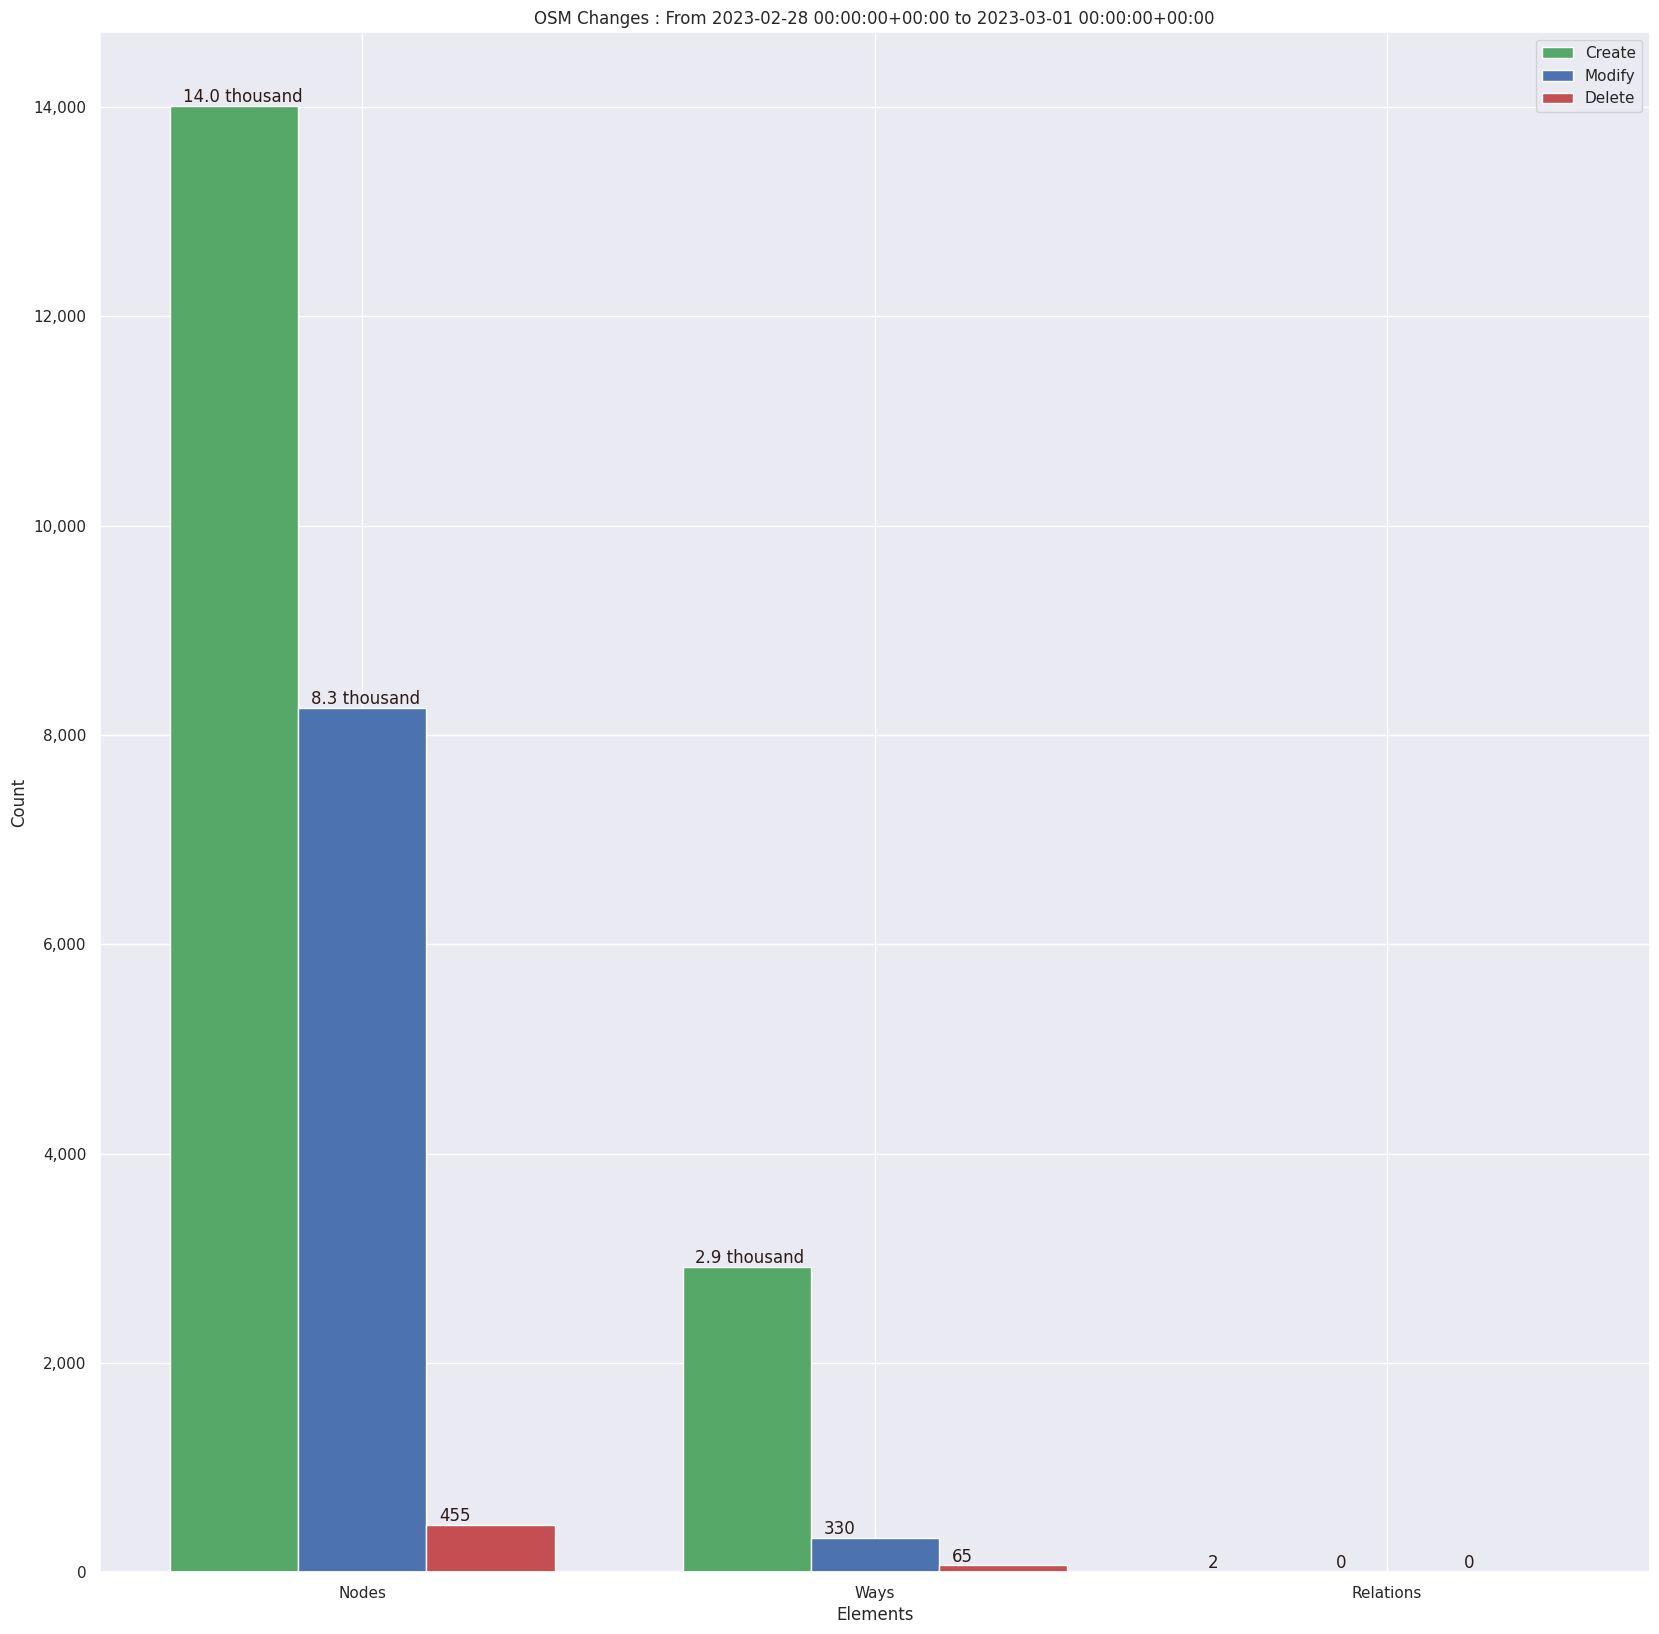 OSM Changes : From 2023-02-28 00:00:00+00:00 to 2023-03-01 00:00:00+00:00
Create
Modify
Delete
14.0 thousand
14,000
12,000
10,000
8.3 thousand
8,000
Count
6,000
4,000
2.9 thousand
2,000
455
330
65
2
0
0
0
Nodes
Ways
Relations
Elements